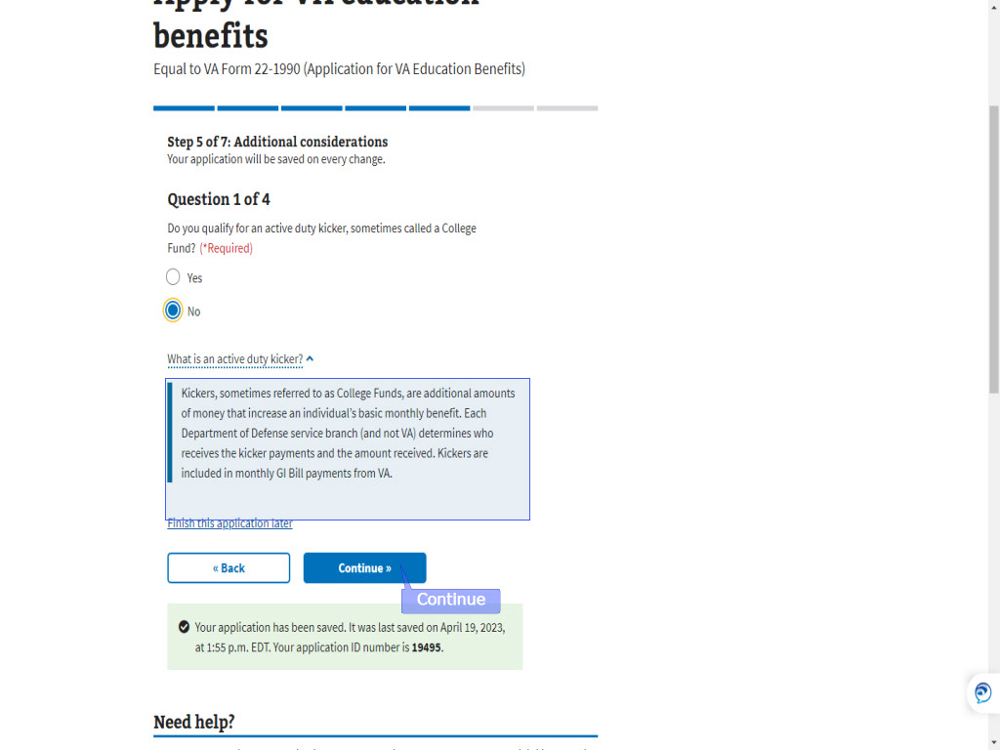 Apply for VA education
benefits
Equal to VA Form 22-1990 (Application for VA Education Benefits)
Step 5 of 7: Additional considerations
Your application will be saved on every change.
Question 1 of 4
Do you qualify for an active duty kicker, sometimes called a College
Fund? (*Required)
Yes
No
What is an active duty kicker?
Kickers, sometimes referred to as College Funds, are additional amounts
of money that increase an individual's basic monthly benefit. Each
Department of Defense service branch (and not VA) determines who
receives the kicker payments and the amount received. Kickers are
included in monthly GI Bill payments from VA.
Finish this application later
« Back
Continue »
Continue
Your application has been saved. It was last saved on April 19, 2023,
at 1:55 p.m. EDT. Your application ID number is 19495.
Need help?